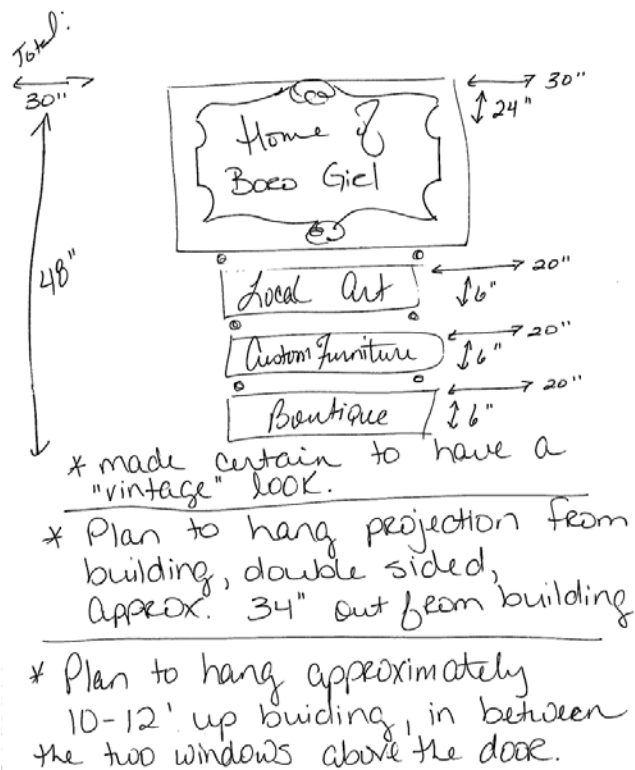 Total:
30"
30"
24"
Home of
Boro Girl
48"
Local Art
20"
6"
Custom Furniture
20"
6"
Boutique
20"
6"
* made certain to have a
"vintage" look.
* Plan to hang projection from
building, double sided,
approx. 34" out from building
* Plan to hang approximately
10-12' up buiding, in between
the two windows above the door.